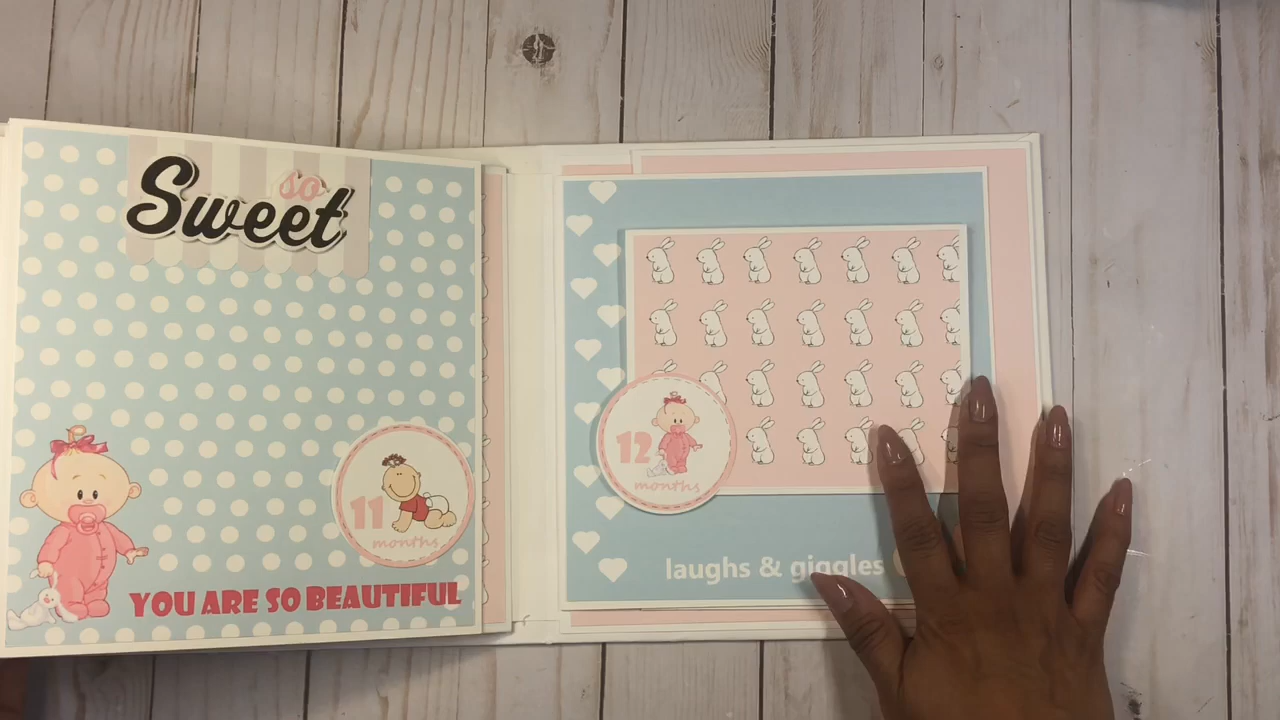 so
Sweet
11
months
YOU ARE SO BEAUTIFUL
12
months
laughs & giggles